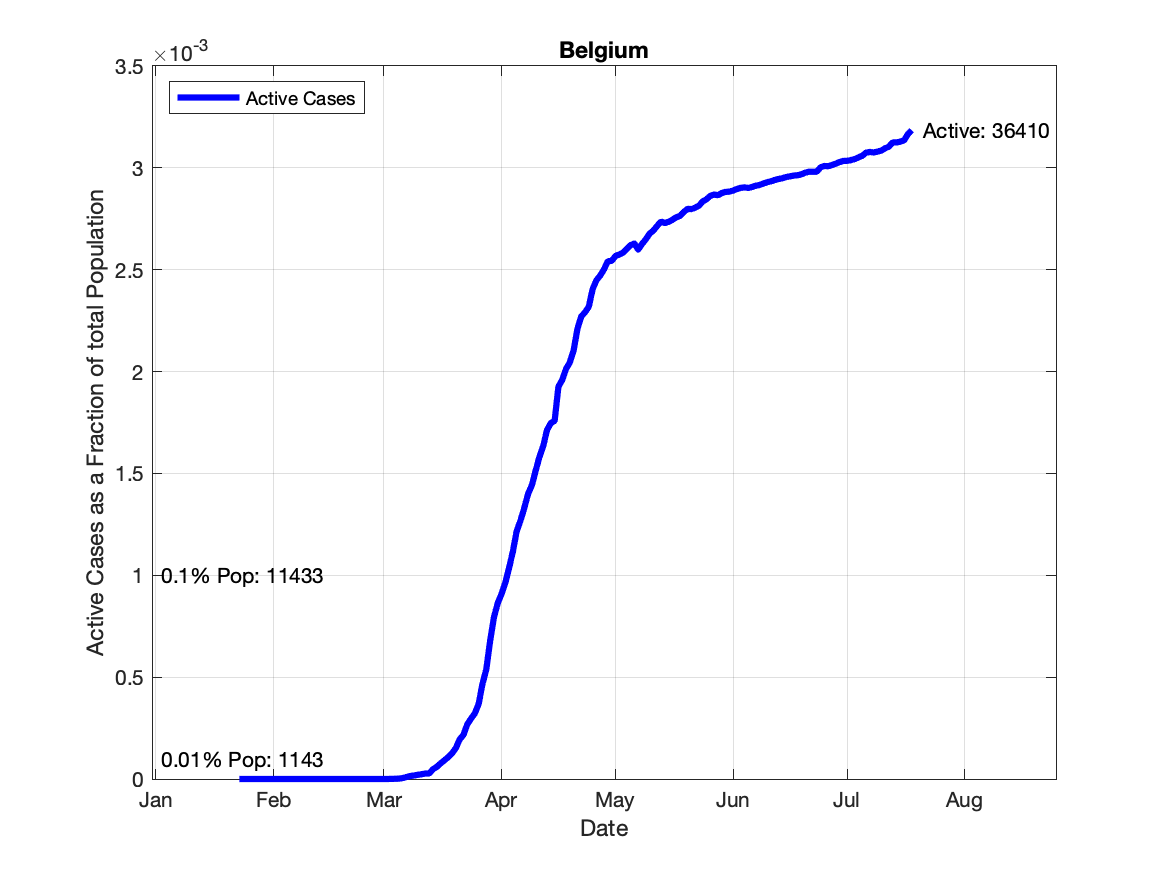 Belgium
×10-3
3.5
3
2.5
2
1.5
1
0.5
0
Active Cases as a Fraction of total Population
Active Cases
Active: 36410
0.1% Pop: 11433
0.01% Pop: 1143
Jan Feb Mar Apr May Jun Jul Aug
Date